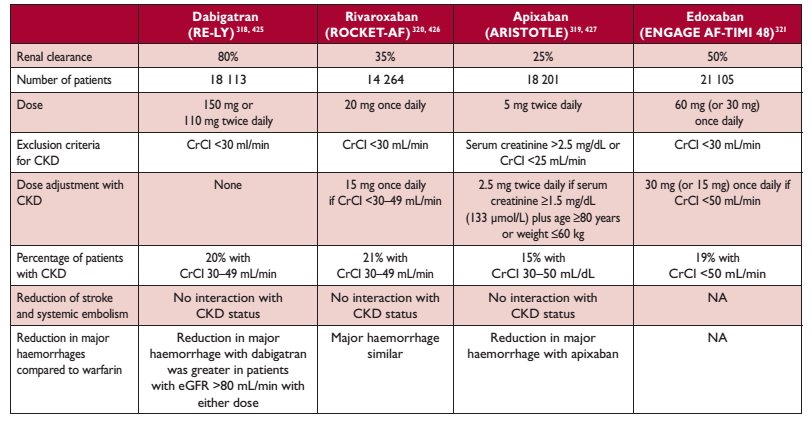 Dabigatran
(RE-LY)318, 425
Rivaroxaban
(ROCKET-AF)320, 426
Apixaban
(ARISTOTLE)319, 427
Edoxaban
(ENGAGE AF-TIMI 48)321
Renal clearance
80%
35%
25%
50%
Number of patients
18 113
14 264
18 201
21 105
Dose
150 mg or
110 mg twice daily
20 mg once daily
5 mg twice daily
60 mg (or 30 mg)
once daily
Exclusion criteria
for CKD
CrCl <30 ml/min
CrCl <30 mL/min
Serum creatinine >2.5 mg/dL or
CrCl <25 mL/min
CrCl <30 mL/min
Dose adjustment with
CKD
None
15 mg once daily
if CrCl <30–49 mL/min
2.5 mg twice daily if serum
creatinine ≥1.5 mg/dL
(133 μmol/L) plus age ≥80 years
or weight ≤60 kg
30 mg (or 15 mg) once daily if
CrCl <50 mL/min
Percentage of patients
with CKD
20% with
CrCl 30–49 mL/min
21% with
CrCl 30–49 mL/min
15% with
CrCl 30–50 mL/dL
19% with
CrCl <50 mL/min
Reduction of stroke
and systemic embolism
No interaction with
CKD status
No interaction with
CKD status
No interaction with
CKD status
NA
Reduction in major
haemorrhages
compared to warfarin
Reduction in major
haemorrhage with dabigatran
was greater in patients
with eGFR >80 mL/min with
either dose
Major haemorrhage
similar
Reduction in major
haemorrhage with apixaban
NA